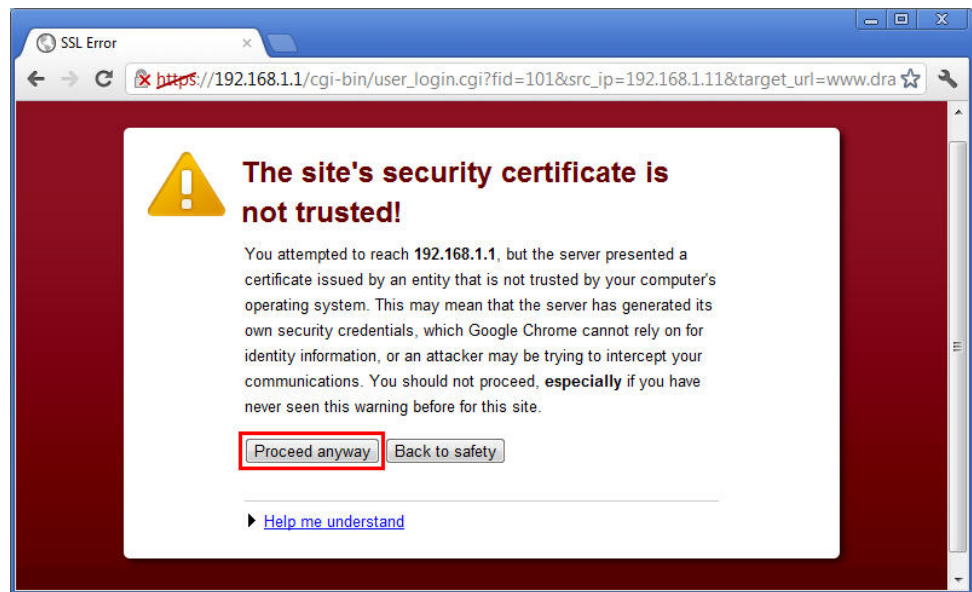 SSL Error
https://192.168.1.1/cgi-bin/user_login.cgi?fid=101&src_ip=192.168.1.11&target_url=www.dra
The site's security certificate is
not trusted!
You attempted to reach 192.168.1.1, but the server presented a
certificate issued by an entity that is not trusted by your computer's
operating system. This may mean that the server has generated its
own security credentials, which Google Chrome cannot rely on for
identity information, or an attacker may be trying to intercept your
communications. You should not proceed, especially if you have
never seen this warning before for this site.
Proceed anyway Back to safety
Help me understand